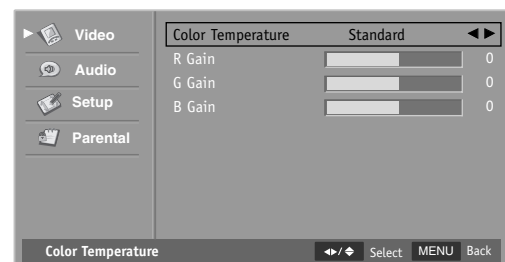 Video
Audio
Setup
Parental
Color Temperature Standard
R Gain 0
G Gain 0
B Gain 0
Color Temperature Select MENU Back